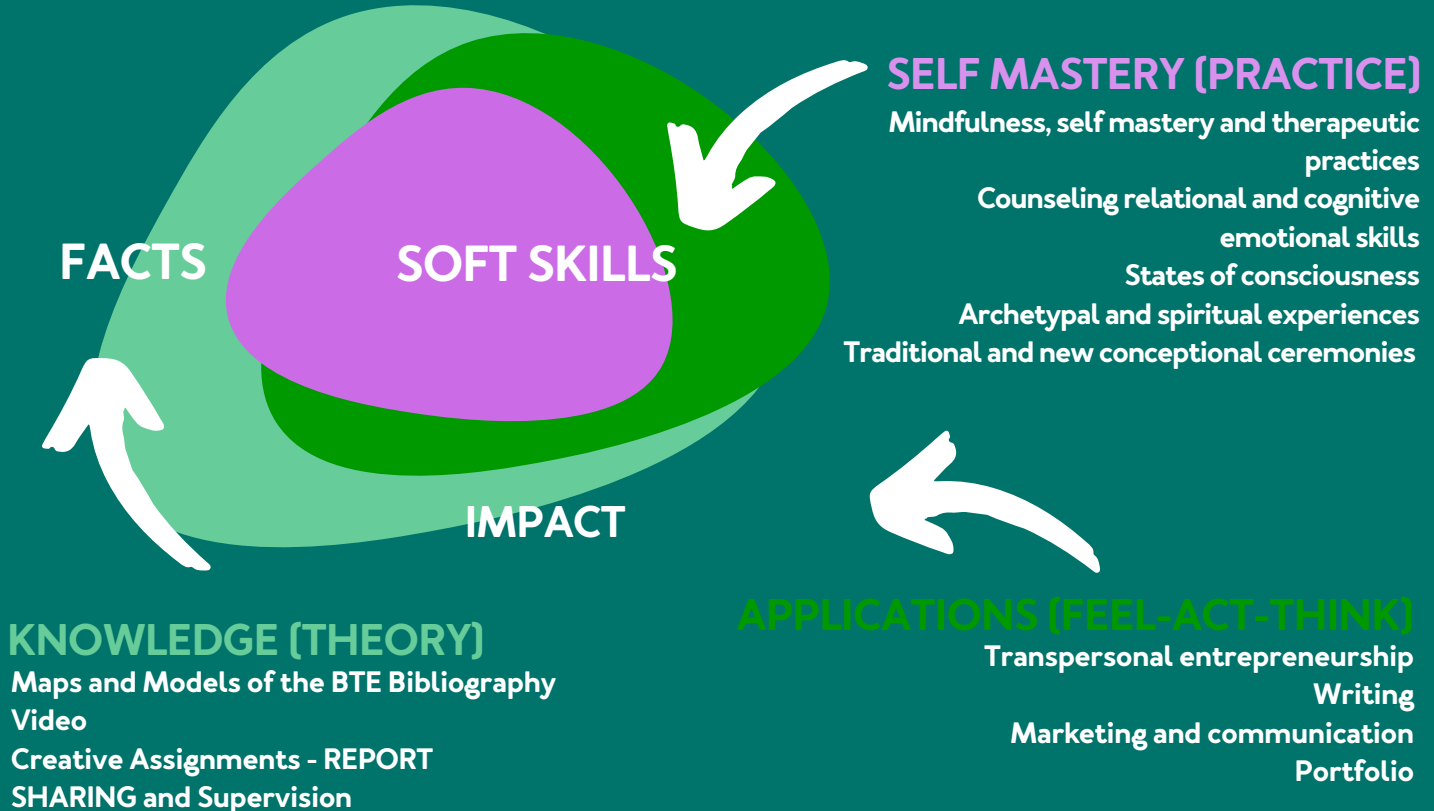 SELF MASTERY (PRACTICE)
Mindfulness, self mastery and therapeutic
practices
Counseling relational and cognitive
emotional skills
States of consciousness
Archetypal and spiritual experiences
Traditional and new conceptional ceremonies
FACTS
SOFT SKILLS
IMPACT
KNOWLEDGE (THEORY)
Maps and Models of the BTE Bibliography
Video
Creative Assignments - REPORT
SHARING and Supervision
APPLICATIONS (FEEL-ACT-THINK)
Transpersonal entrepreneurship
Writing
Marketing and communication
Portfolio